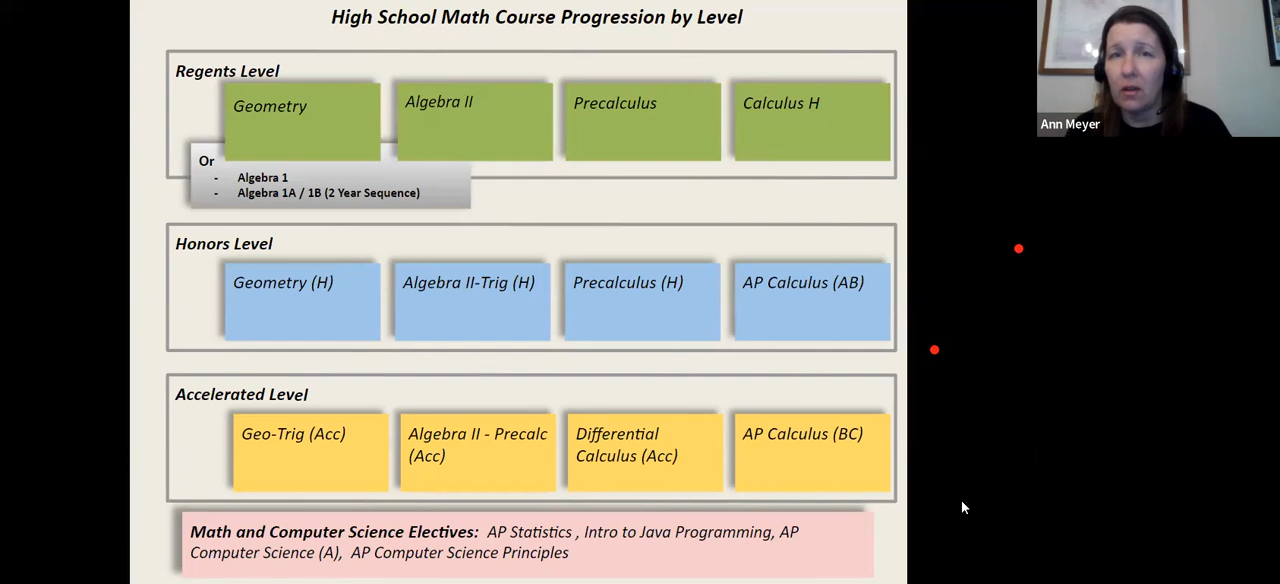 High School Math Course Progression by Level
Regents Level
Geometry
Algebra II
Precalculus
Calculus H
Or
- Algebra 1
- Algebra 1A / 1B (2 Year Sequence)
Honors Level
Geometry (H)
Algebra II-Trig (H)
Precalculus (H)
AP Calculus (AB)
Accelerated Level
Geo-Trig (Acc)
Algebra II - Precalc
(Acc)
Differential
Calculus (Acc)
AP Calculus (BC)
Math and Computer Science Electives: AP Statistics , Intro to Java Programming, AP
Computer Science (A), AP Computer Science Principles
Ann Meyer